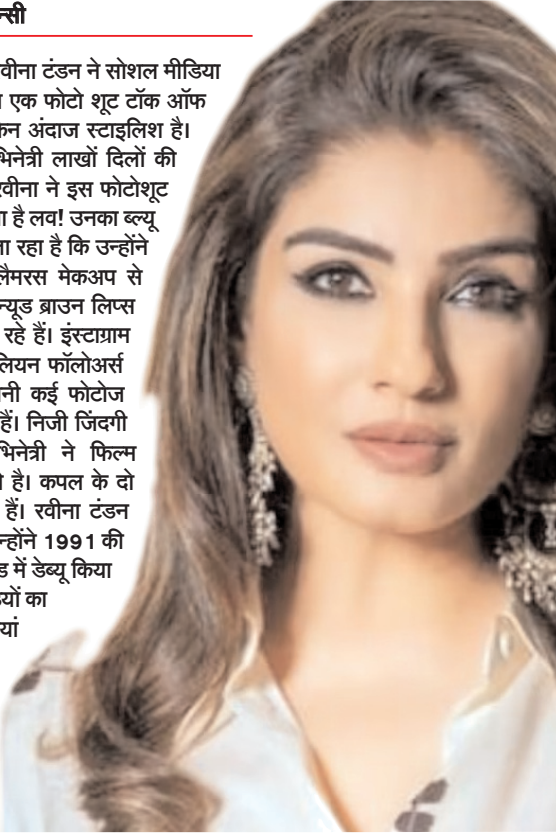 न्सी
वीना टंडन ने सोशल मीडिया
एक फोटो शूट टॉक ऑफ
अंदाज स्टाइलिश है।
भिनेत्री लाखों दिलों की
रवीना ने इस फोटोशूट
है लव! उनका ब्ल्यू
रहा है कि उन्होंने
लैमरस मेकअप से
न्यूड ब्राउन लिप्स
रहे हैं। इंस्टाग्राम
लियन फॉलोअर्स
नी कई फोटोज
हैं। निजी जिंदगी
भिनेत्री ने फिल्म
है। कपल के दो
हैं। रवीना टंडन
न्होंने 1991 की
ड में डेब्यू किया
यों का
यां